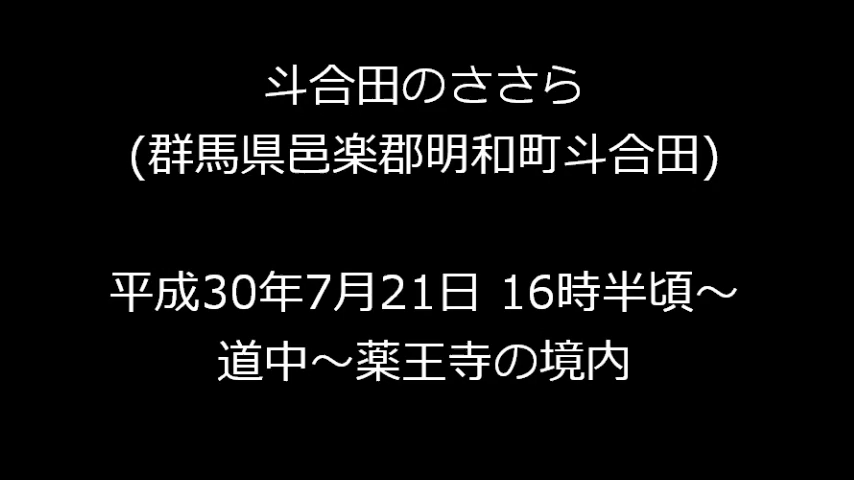 斗合田のささら
(群馬県邑楽郡明和町斗合田)
平成30年7月21日 16時半頃～
道中～薬王寺の境内